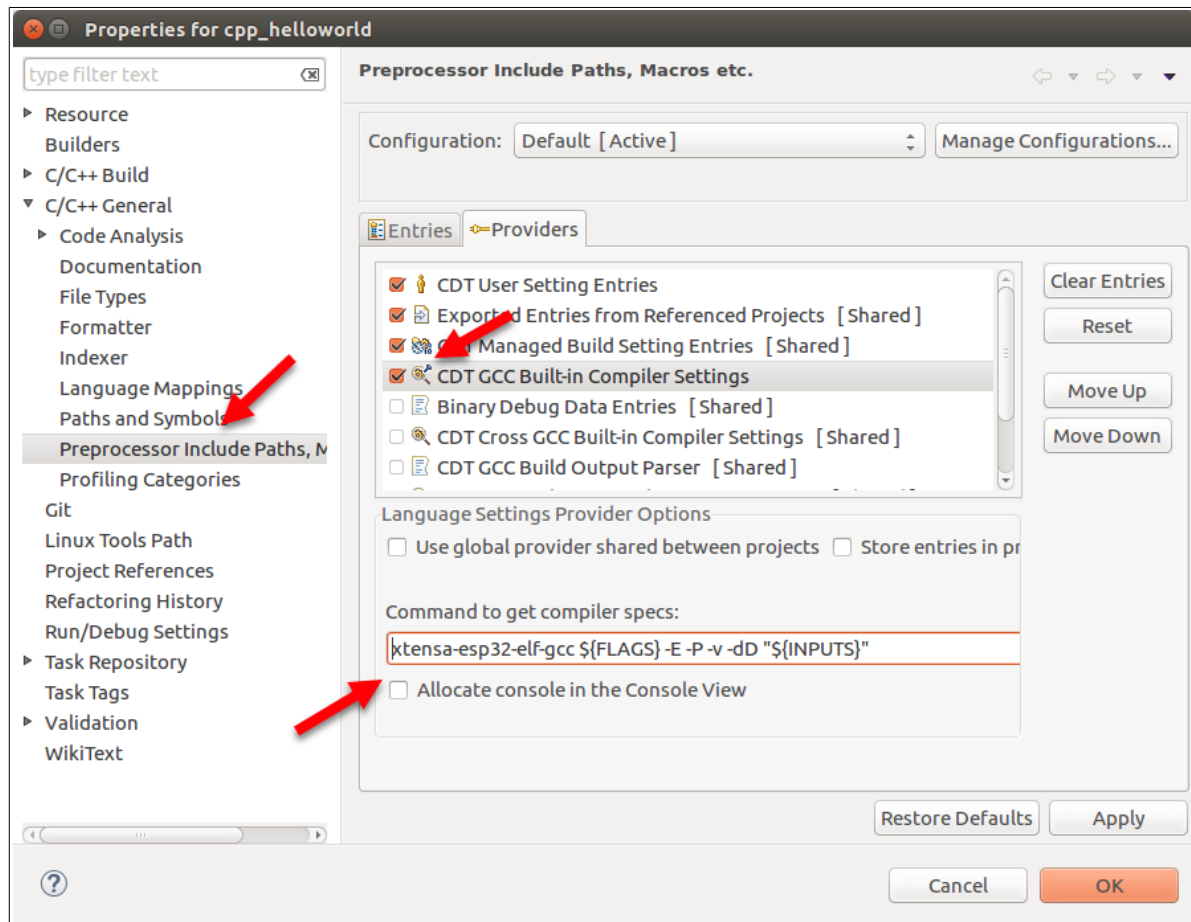 Properties for cpp_helloworld
type filter text
Resource
Builders
C/C++ Build
C/C++ General
Code Analysis
Documentation
File Types
Formatter
Indexer
Language Mappings
Paths and Symbols
Preprocessor Include Paths, M
Profiling Categories
Git
Linux Tools Path
Project References
Refactoring History
Run/Debug Settings
Task Repository
Task Tags
Validation
WikiText
Preprocessor Include Paths, Macros etc.
Configuration: Default [Active] Manage Configurations...
Entries Providers
CDT User Setting Entries
Exported Entries from Referenced Projects [Shared]
CDT Managed Build Setting Entries [Shared]
CDT GCC Built-in Compiler Settings
Binary Debug Data Entries [Shared]
CDT Cross GCC Built-in Compiler Settings [Shared]
CDT GCC Build Output Parser [Shared]
Clear Entries
Reset
Move Up
Move Down
Language Settings Provider Options
Use global provider shared between projects Store entries in pr
Command to get compiler specs:
xtensa-esp32-elf-gcc ${FLAGS} -E -P -v -dD "${INPUTS}"
Allocate console in the Console View
Restore Defaults Apply
Cancel OK